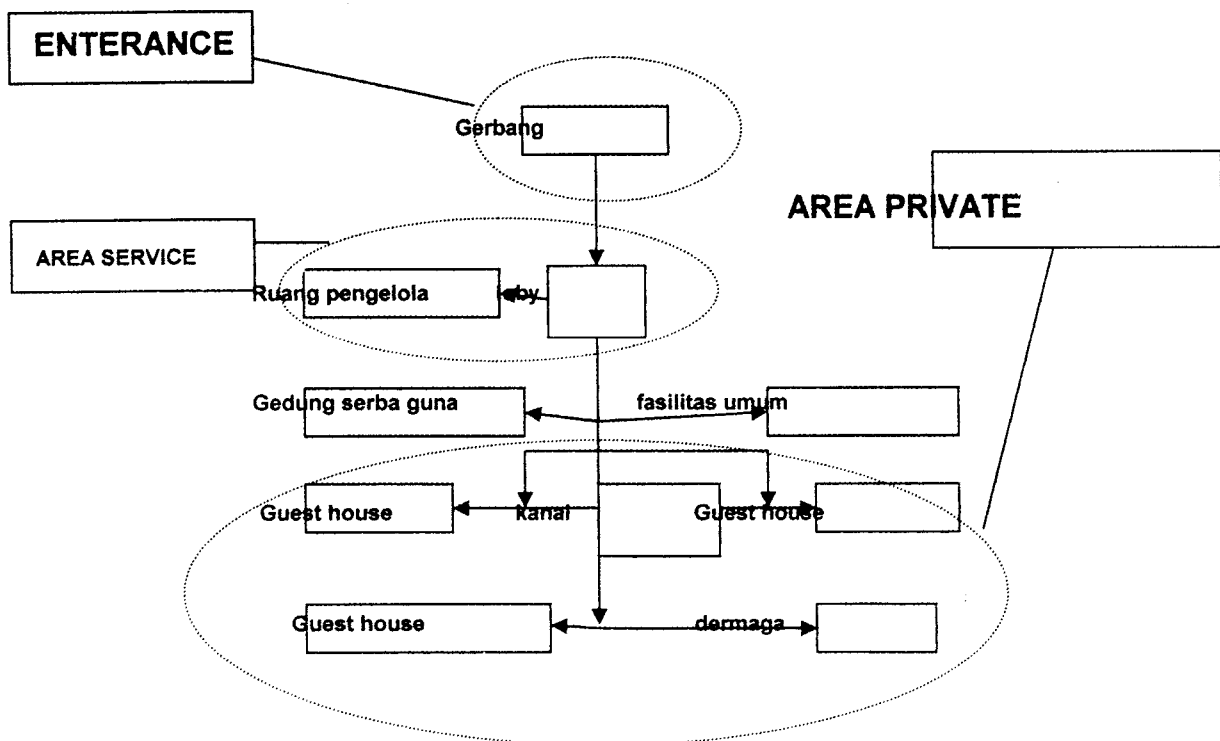 ENTERANCE
Gerbang
AREA PRIVATE
AREA SERVICE
Ruang pengelola
loby
Gedung serba guna
fasilitas umum
Guest house
kanal
Guest house
Guest house
dermaga